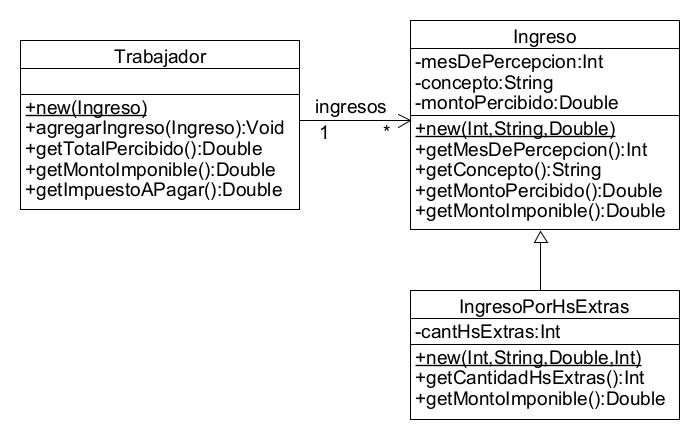 Trabajador
+new(Ingreso)
+agregarIngreso(Ingreso):Void
+getTotalPercibido():Double
+getMontoImponible():Double
+getImpuestoAPagar():Double
ingresos
1
*
Ingreso
-mesDePercepcion:Int
-concepto:String
-montoPercibido:Double
+new(Int,String,Double)
+getMesDePercepcion():Int
+getConcepto():String
+getMontoPercibido():Double
+getMontoImponible():Double
IngresoPorHsExtras
-cantHsExtras:Int
+new(Int,String,Double,Int)
+getCantidadHsExtras():Int
+getMontoImponible():Double